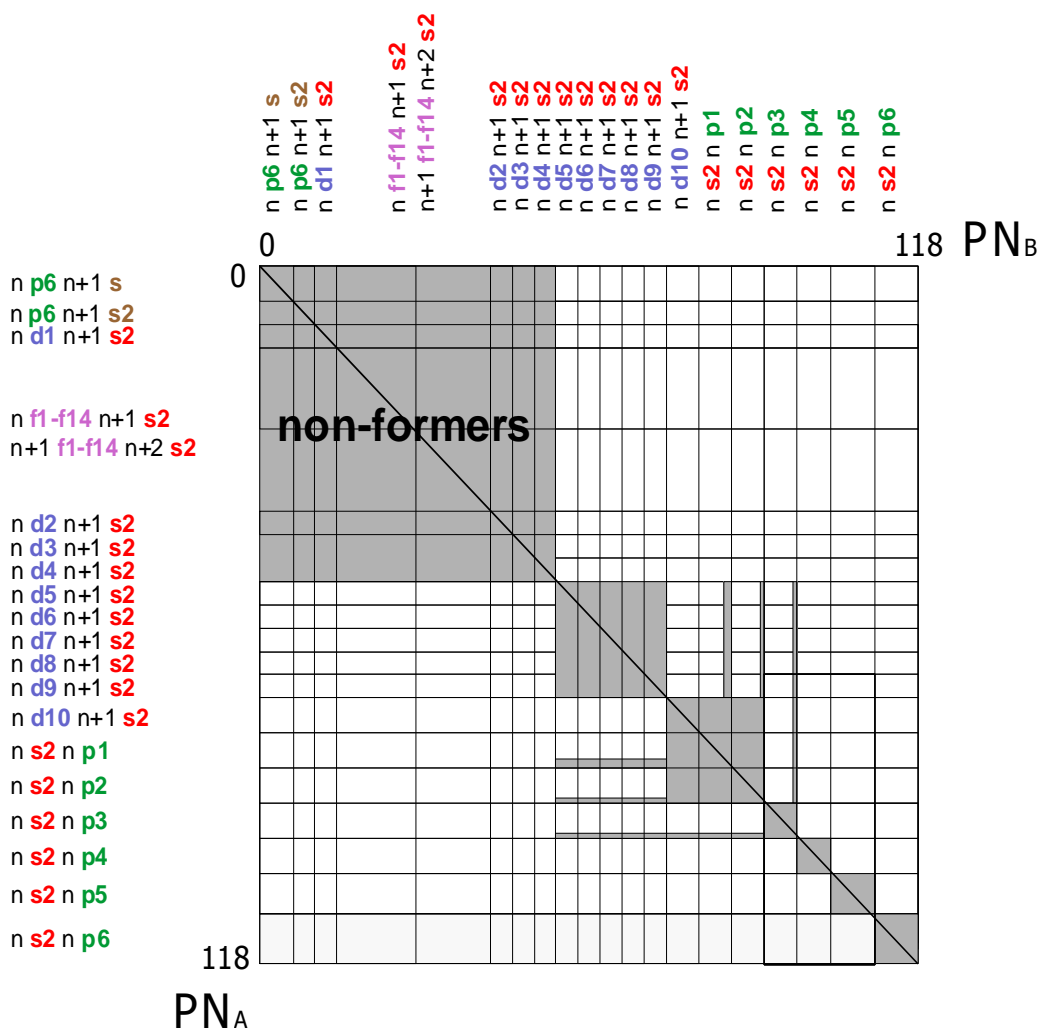 n p6 n+1 s
n p6 n+1 s2
n d1 n+1 s2
n f1-f14 n+1 s2
n+1 f1-f14 n+2 s2
n d2 n+1 s2
n d3 n+1 s2
n d4 n+1 s2
n d5 n+1 s2
n d6 n+1 s2
n d7 n+1 s2
n d8 n+1 s2
n d9 n+1 s2
n d10 n+1 s2
n s2 n p1
n s2 n p2
n s2 n p3
n s2 n p4
n s2 n p5
n s2 n p6
0
118 PNB
0
n p6 n+1 s
n p6 n+1 s2
n d1 n+1 s2
non-formers
n f1-f14 n+1 s2
n+1 f1-f14 n+2 s2
n d2 n+1 s2
n d3 n+1 s2
n d4 n+1 s2
n d5 n+1 s2
n d6 n+1 s2
n d7 n+1 s2
n d8 n+1 s2
n d9 n+1 s2
n d10 n+1 s2
n s2 n p1
n s2 n p2
n s2 n p3
n s2 n p4
n s2 n p5
n s2 n p6
118
PNA